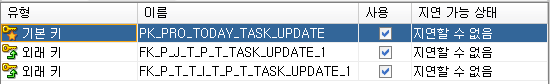 유형 이름 사용 지연 가능 상태
기본 키 PK_PRO_TODAY_TASK_UPDATE 지연할 수 없음
외래 키 FK_P_J_T_P_T_TASK_UPDATE_1 지연할 수 없음
외래 키 FK_P_T_T_I_T_P_T_TASK_UPDATE_1 지연할 수 없음